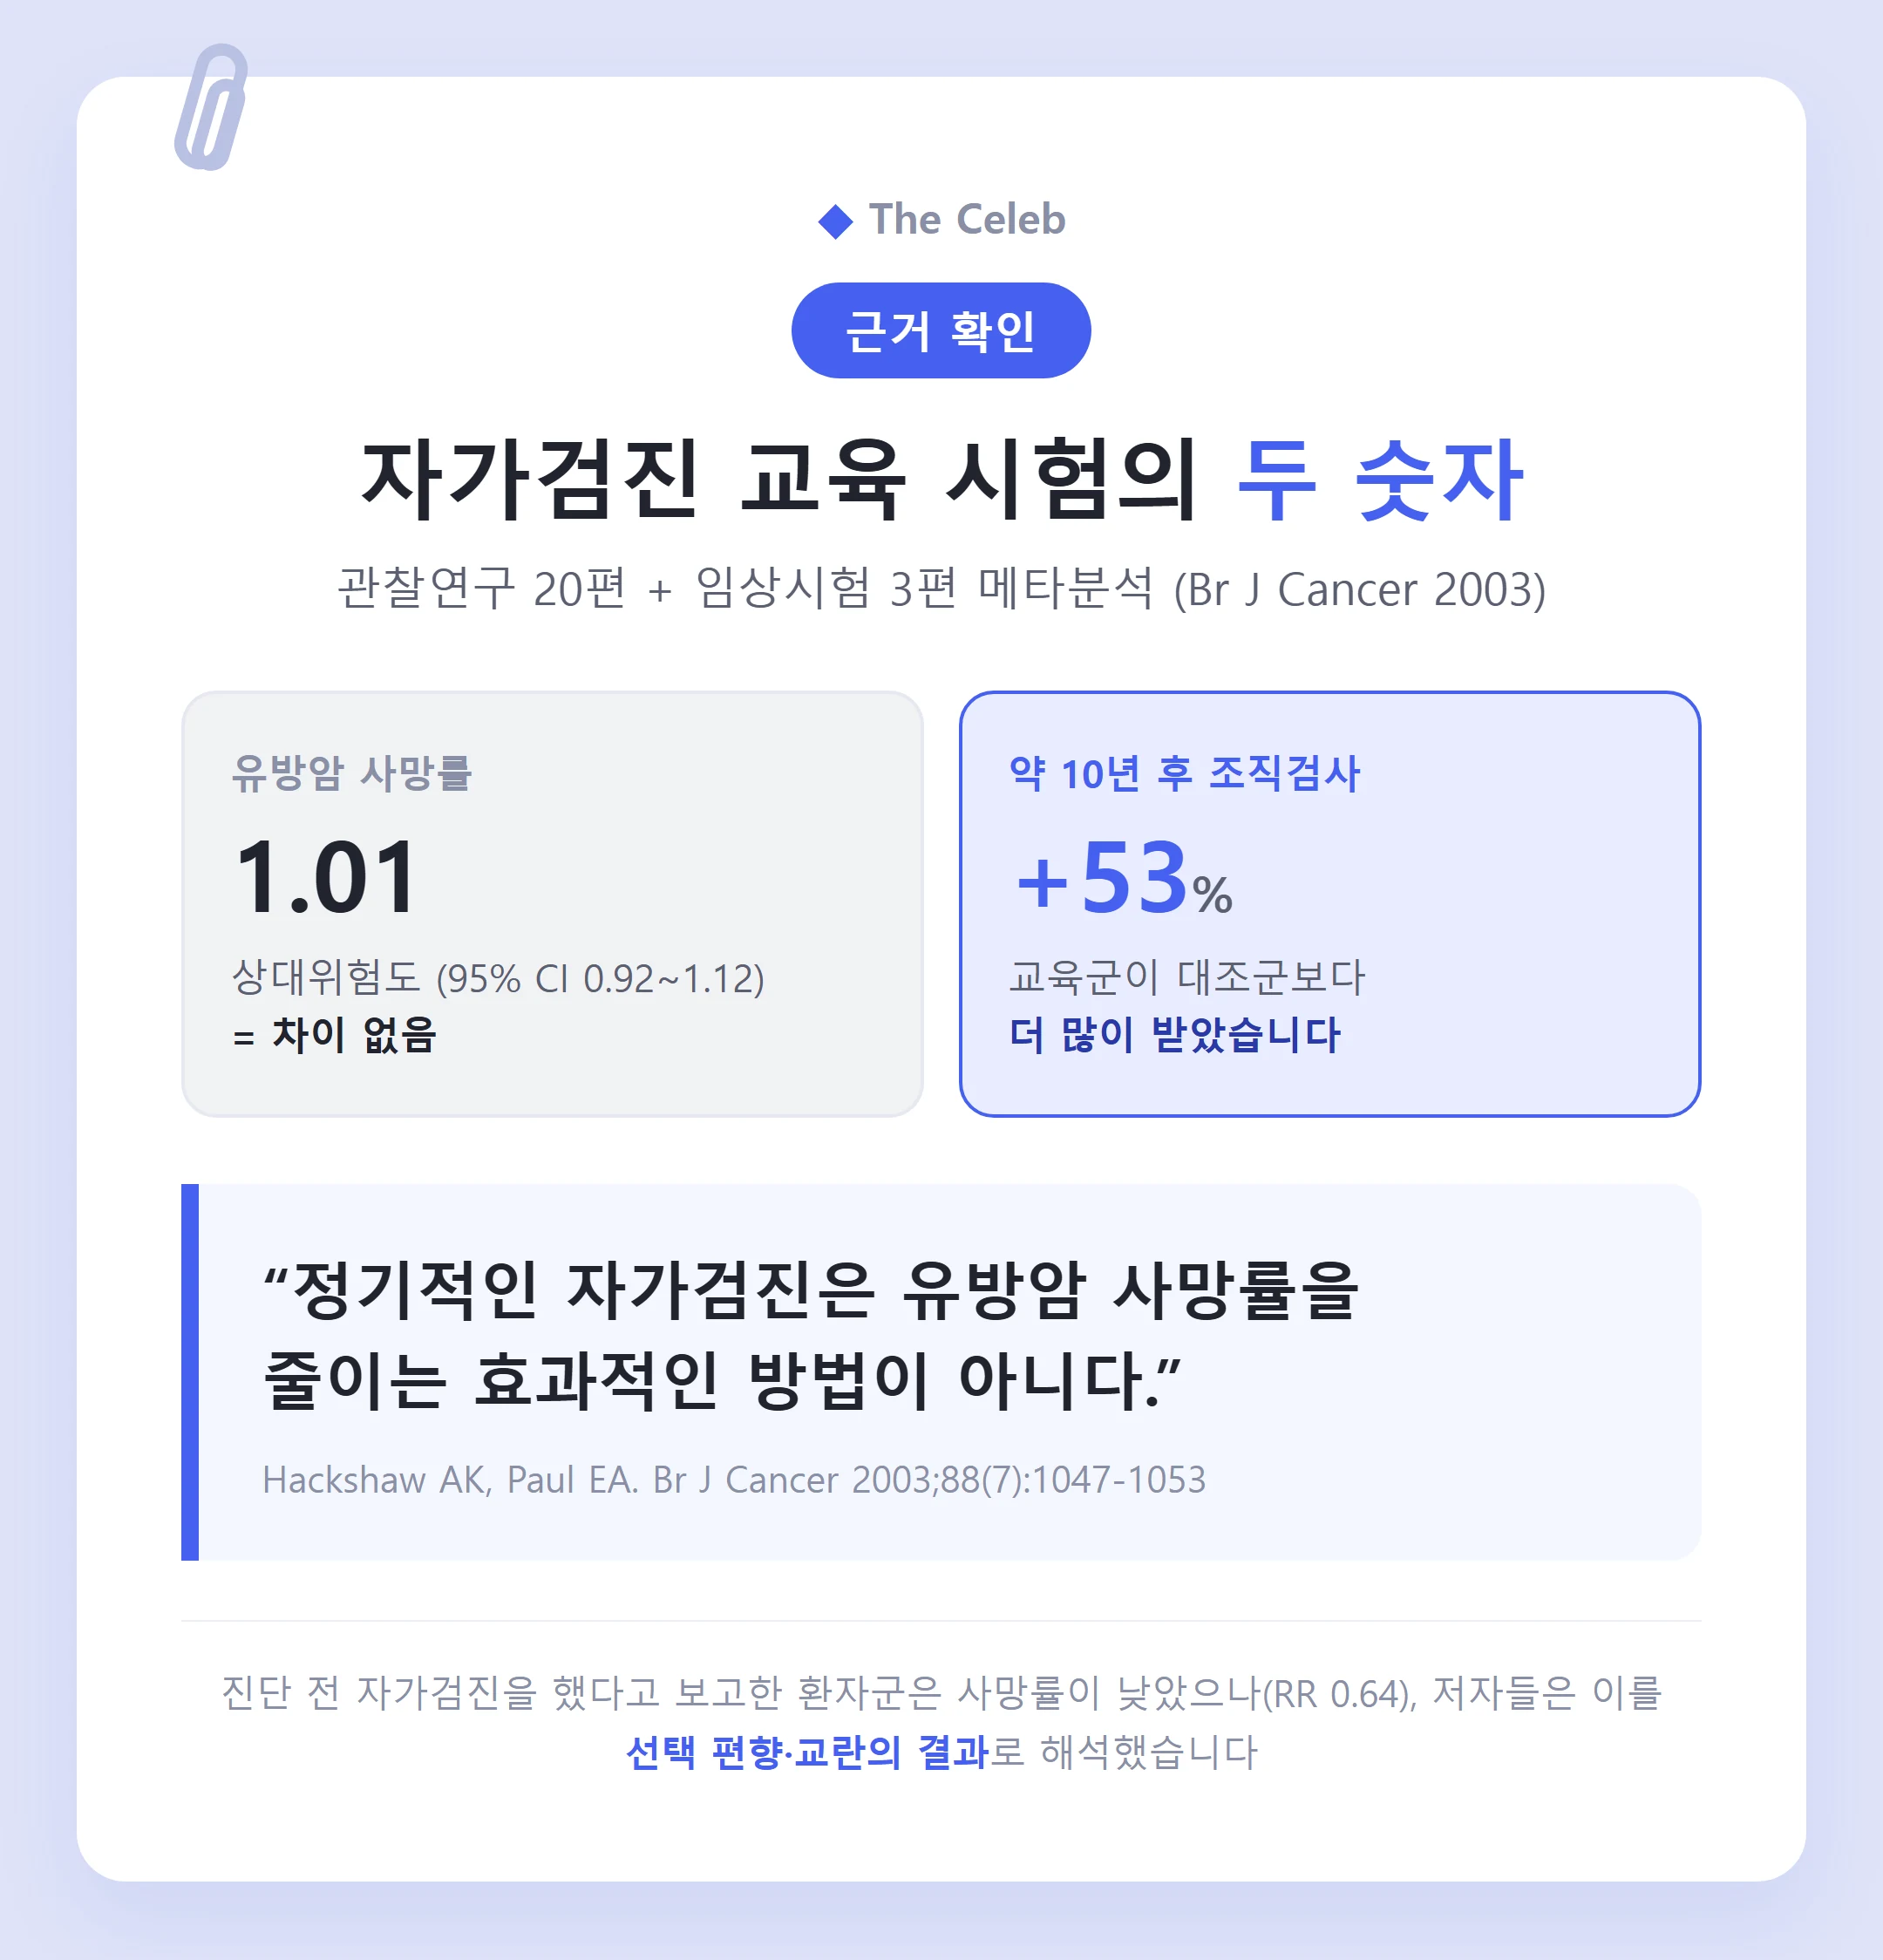 The Celeb
근거 확인
자가검진 교육 시험의 두 숫자
관찰연구 20편 + 임상시험 3편 메타분석 (Br J Cancer 2003)
유방암 사망률
1.01
상대위험도 (95% CI 0.92~1.12)
= 차이 없음
약 10년 후 조직검사
+53%
교육군이 대조군보다
더 많이 받았습니다
“정기적인 자가검진은 유방암 사망률을
줄이는 효과적인 방법이 아니다.”
Hackshaw AK, Paul EA. Br J Cancer 2003;88(7):1047-1053
진단 전 자가검진을 했다고 보고한 환자군은 사망률이 낮았으나(RR 0.64), 저자들은 이를
선택 편향·교란의 결과로 해석했습니다